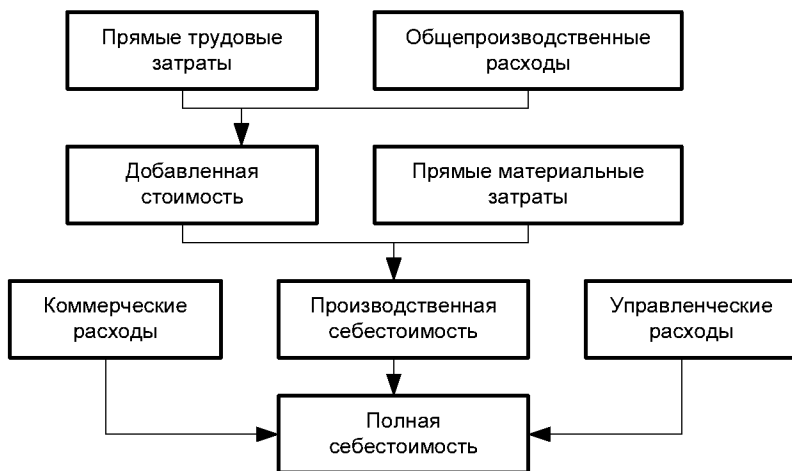 Прямые трудовые
затраты
Общепроизводственные
расходы
Добавленная
стоимость
Прямые материальные
затраты
Коммерческие
расходы
Производственная
себестоимость
Управленческие
расходы
Полная
себестоимость